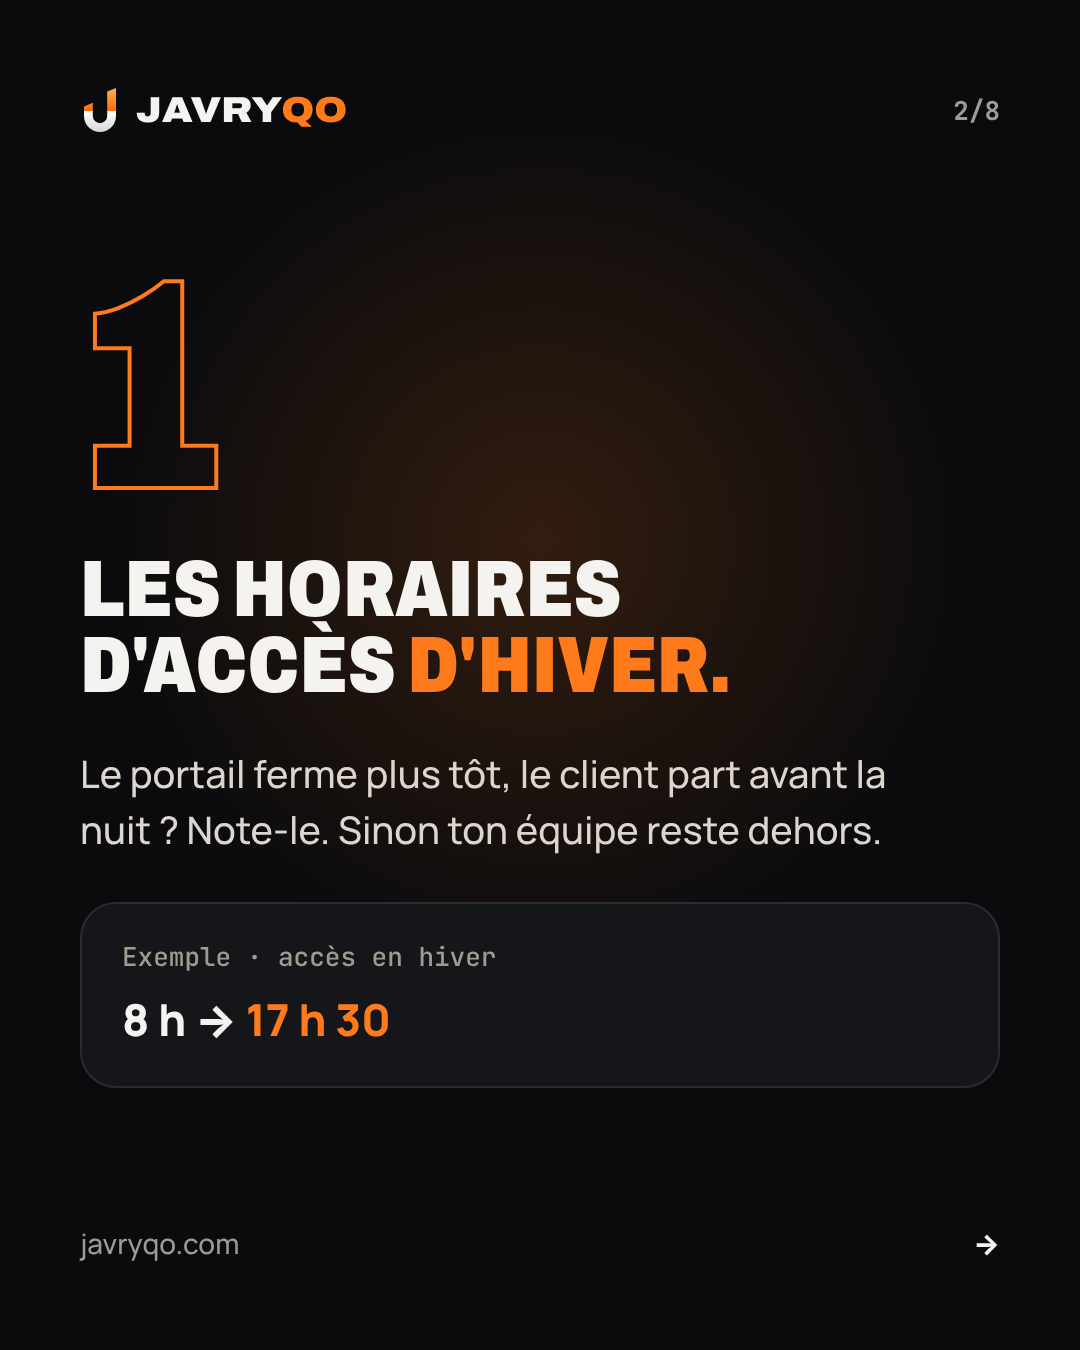 JAVRYQO
2/8
1
LES HORAIRES
D'ACCÈS D'HIVER.
Le portail ferme plus tôt, le client part avant la
nuit ? Note-le. Sinon ton équipe reste dehors.
Exemple · accès en hiver
8 h → 17 h 30
javryqo.com
→